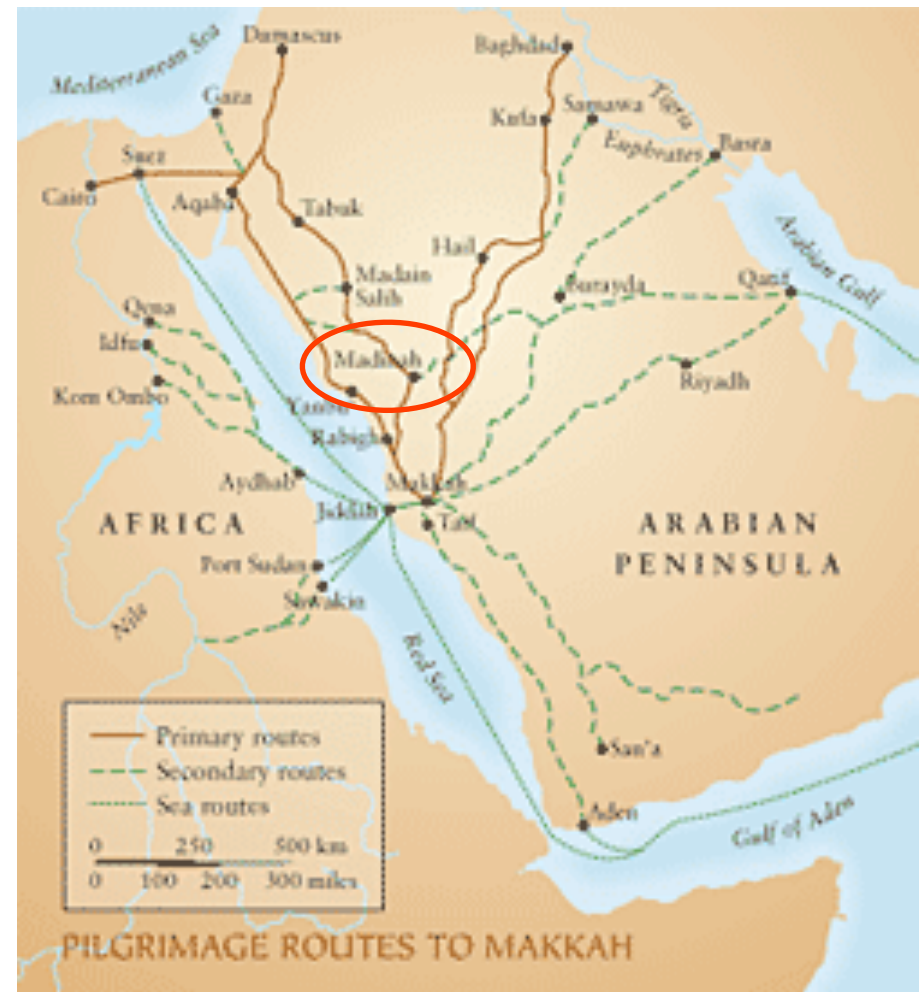 Damascus
Baghdad
Mediterranean Sea
Gaza
Kufa
Samawa
Tigris
Euphrates
Basra
Suez
Cairo
Aqaba
Tabuk
Hail
Arabian Gulf
Madain
Salih
Burayda
Qatif
Qena
Idfu
Madinah
Riyadh
Kom Ombo
Yanbu
Rabigh
Aydhab
Makkah
Jiddah
Taif
AFRICA
ARABIAN
PENINSULA
Port Sudan
Suwakin
Nile
Red Sea
San'a
Aden
Gulf of Aden
Primary routes
Secondary routes
Sea routes
0 250 500 km
0 100 200 300 miles
PILGRIMAGE ROUTES TO MAKKAH